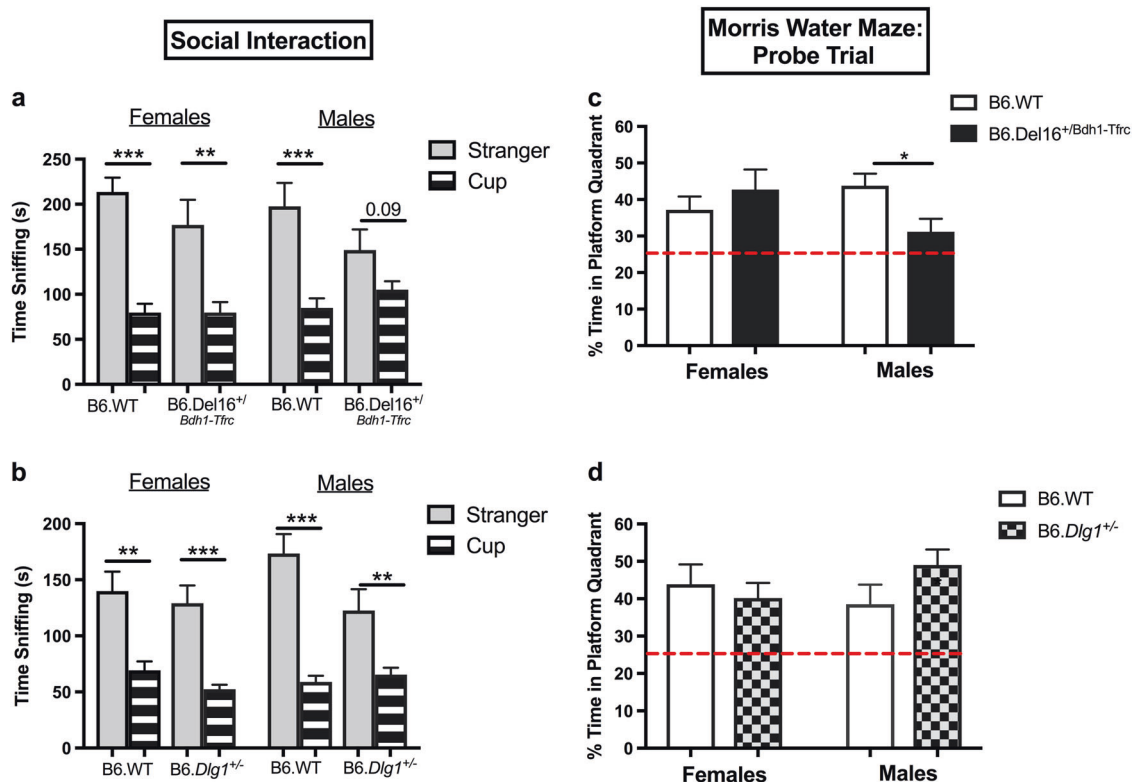 Social Interaction
Morris Water Maze:
Probe Trial
a
Females
Males
Stranger
Cup
***
**
***
0.09
250
200
150
100
50
0
Time Sniffing (s)
B6.WT
B6.Del16+/
Bdh1-Tfrc
B6.WT
B6.Del16+/
Bdh1-Tfrc
c
B6.WT
B6.Del16+/Bdh1-Tfrc
*
60
50
40
30
20
10
0
% Time in Platform Quadrant
Females
Males
b
Females
Males
Stranger
Cup
**
***
***
**
200
150
100
50
0
Time Sniffing (s)
B6.WT
B6.Dlg1+/-
B6.WT
B6.Dlg1+/-
d
B6.WT
B6.Dlg1+/-
60
50
40
30
20
10
0
% Time in Platform Quadrant
Females
Males